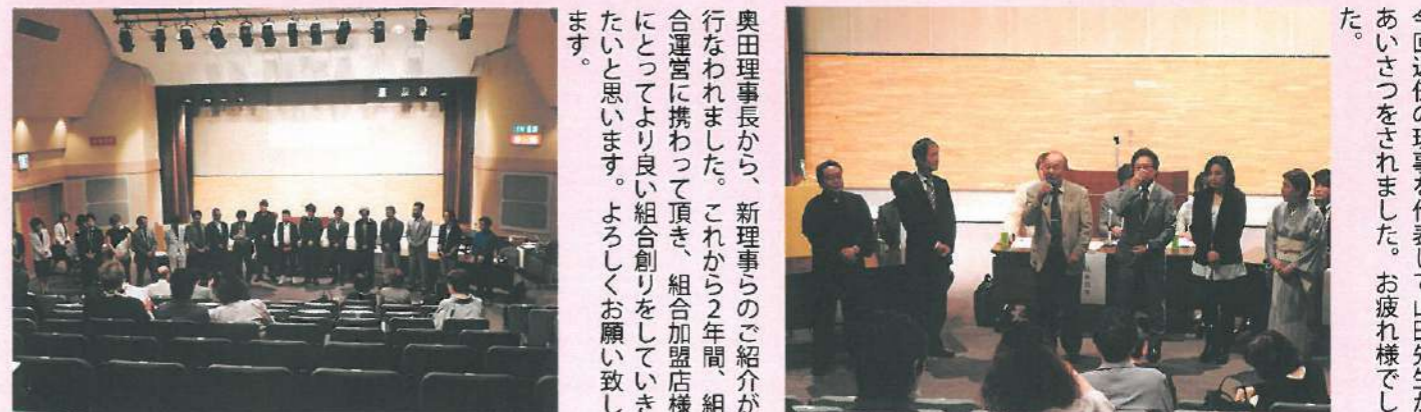 今回退任の理事を代表して山田先生が
あいさつをされました。お疲れ様でし
た。
奥田理事長から、新理事らのご紹介が
行なわれました。これから2年間、組
合運営に携わって頂き、組合加盟店様
にとってより良い組合創りをしていき
たいと思います。よろしくお願い致し
ます。